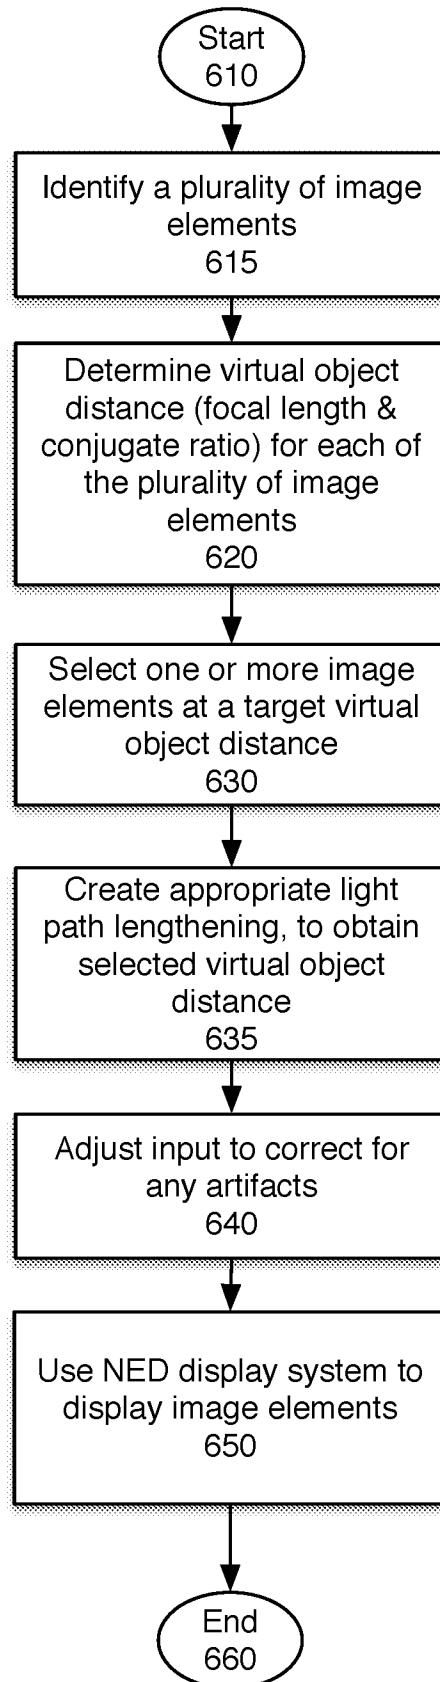 Start
610
Identify a plurality of image
elements
615
Determine virtual object
distance (focal length &
conjugate ratio) for each of
the plurality of image
elements
620
Select one or more image
elements at a target virtual
object distance
630
Create appropriate light
path lengthening, to obtain
selected virtual object
distance
635
Adjust input to correct for
any artifacts
640
Use NED display system to
display image elements
650
End
660